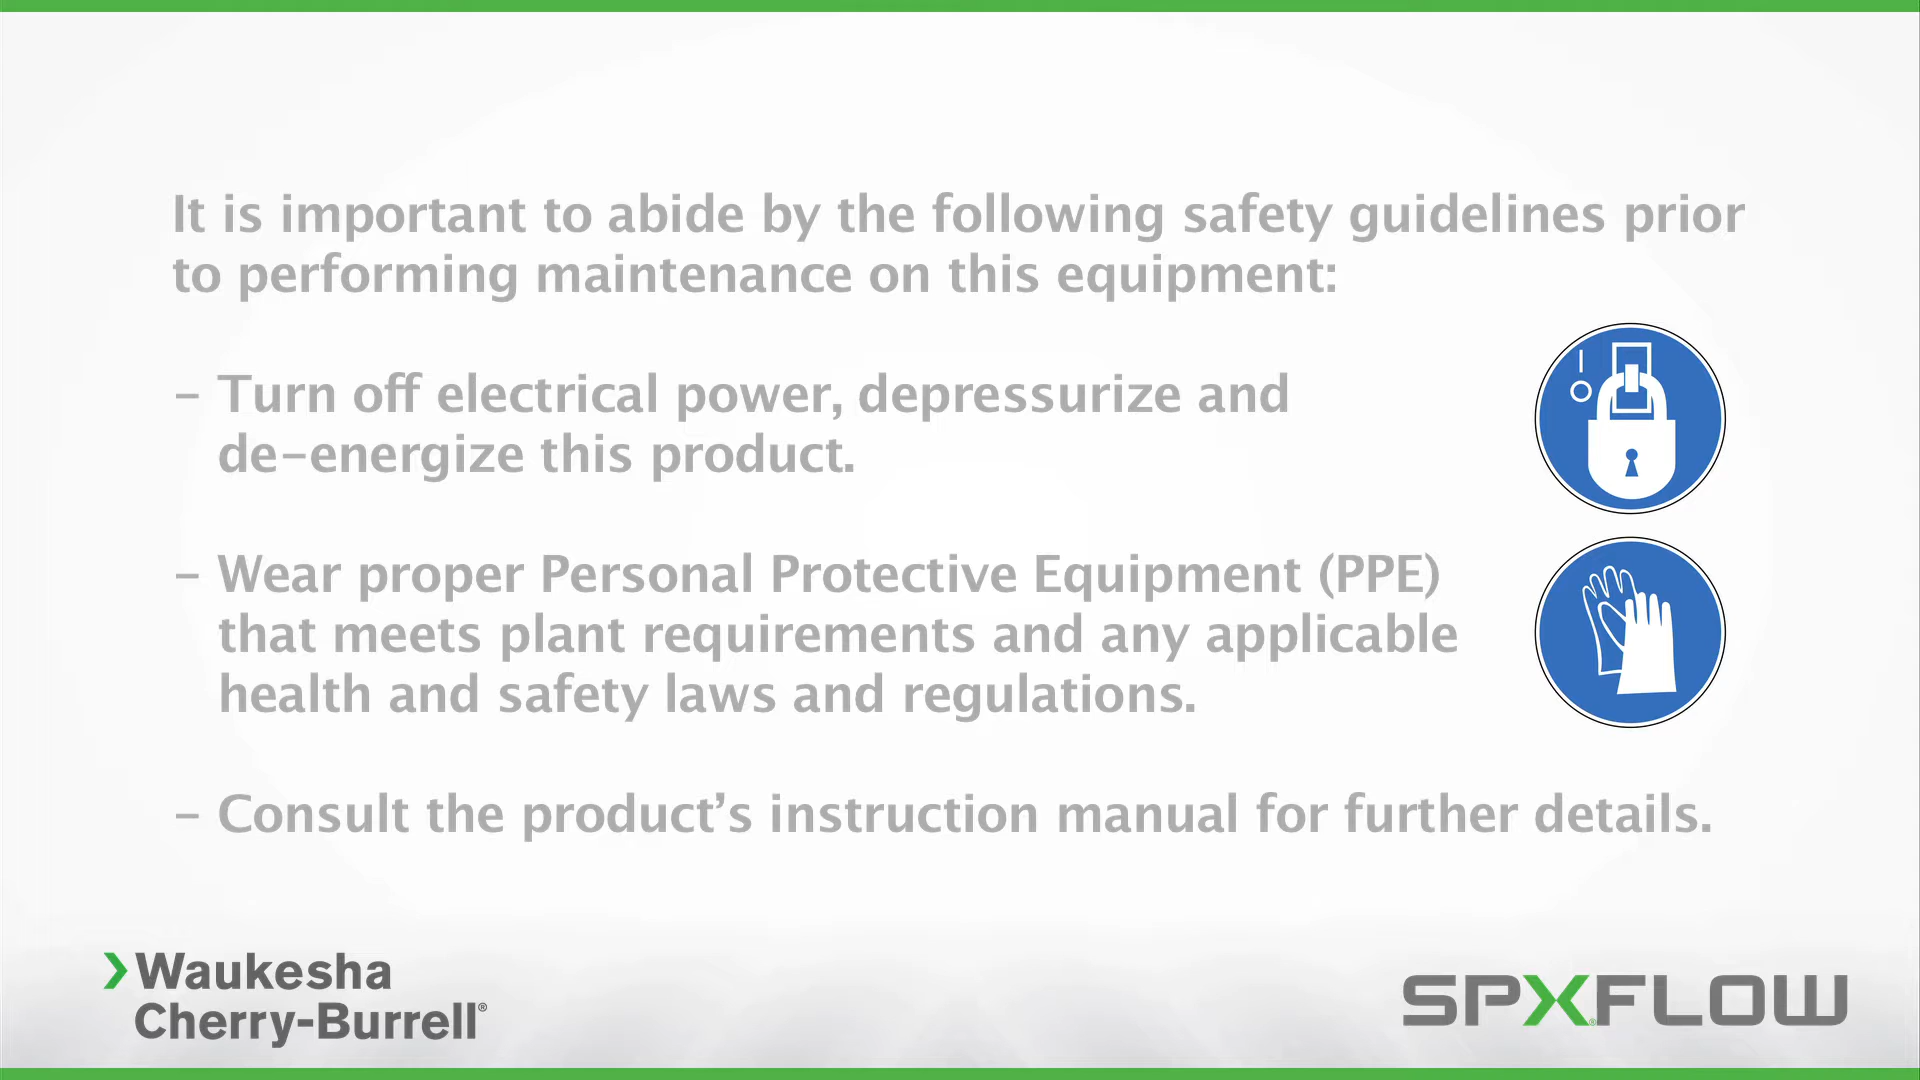 It is important to abide by the following safety guidelines prior
to performing maintenance on this equipment:
- Turn off electrical power, depressurize and
de-energize this product.
- Wear proper Personal Protective Equipment (PPE)
that meets plant requirements and any applicable
health and safety laws and regulations.
- Consult the product’s instruction manual for further details.
Waukesha
Cherry-Burrell®
SPXFLOW®